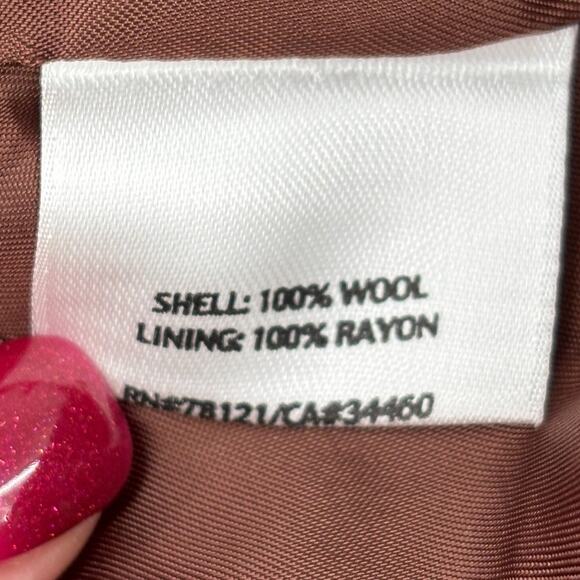 SHELL: 100% WOOL
LINING: 100% RAYON
RN#78121/CA#34460